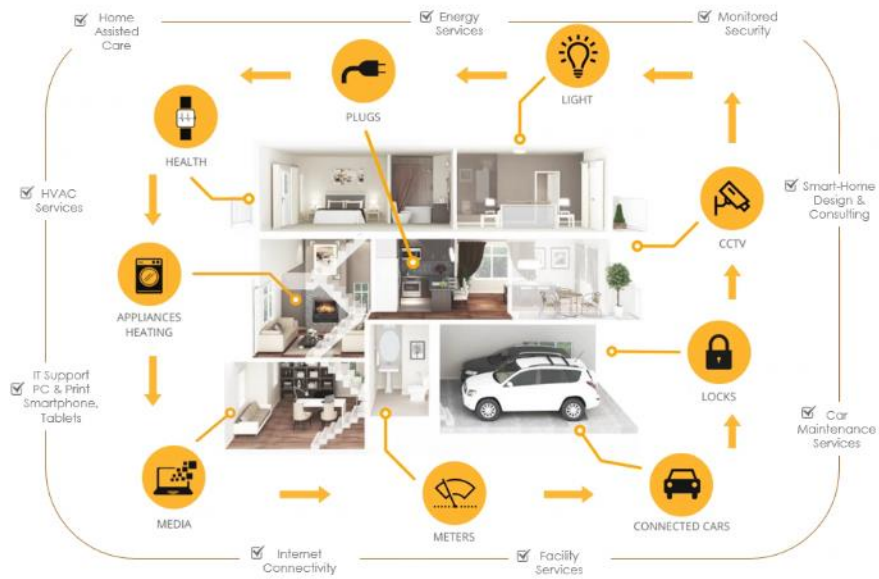 Home
Assisted
Care
Energy
Services
Monitored
Security
LIGHT
PLUGS
HEALTH
HVAC
Services
Smart-Home
Design &
Consulting
CCTV
APPLIANCES
HEATING
IT Support
PC & Print
Smartphone,
Tablets
LOCKS
Car
Maintenance
Services
MEDIA
METERS
CONNECTED CARS
Internet
Connectivity
Facility
Services